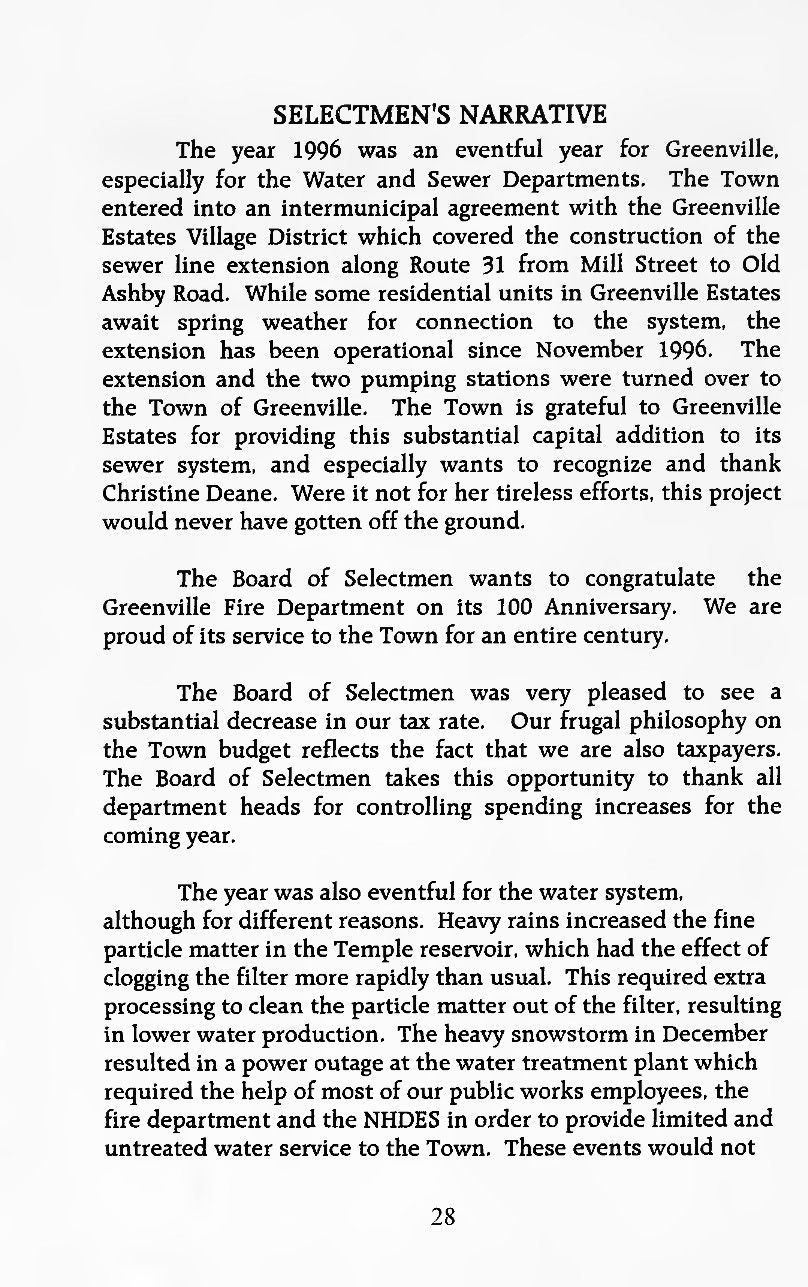 SELECTMEN'S NARRATIVE
The year 1996 was an eventful year for Greenville,
especially for the Water and Sewer Departments. The Town
entered into an intermunicipal agreement with the Greenville
Estates Village District which covered the construction of the
sewer line extension along Route 31 from Mill Street to Old
Ashby Road. While some residential units in Greenville Estates
await spring weather for connection to the system, the
extension has been operational since November 1996. The
extension and the two pumping stations were turned over to
the Town of Greenville. The Town is grateful to Greenville
Estates for providing this substantial capital addition to its
sewer system, and especially wants to recognize and thank
Christine Deane. Were it not for her tireless efforts, this project
would never have gotten off the ground.
The Board of Selectmen wants to congratulate the
Greenville Fire Department on its 100 Anniversary. We are
proud of its service to the Town for an entire century.
The Board of Selectmen was very pleased to see a
substantial decrease in our tax rate. Our frugal philosophy on
the Town budget reflects the fact that we are also taxpayers.
The Board of Selectmen takes this opportunity to thank all
department heads for controlling spending increases for the
coming year.
The year was also eventful for the water system,
although for different reasons. Heavy rains increased the fine
particle matter in the Temple reservoir, which had the effect of
clogging the filter more rapidly than usual. This required extra
processing to clean the particle matter out of the filter, resulting
in lower water production. The heavy snowstorm in December
resulted in a power outage at the water treatment plant which
required the help of most of our public works employees, the
fire department and the NHDES in order to provide limited and
untreated water service to the Town. These events would not
28